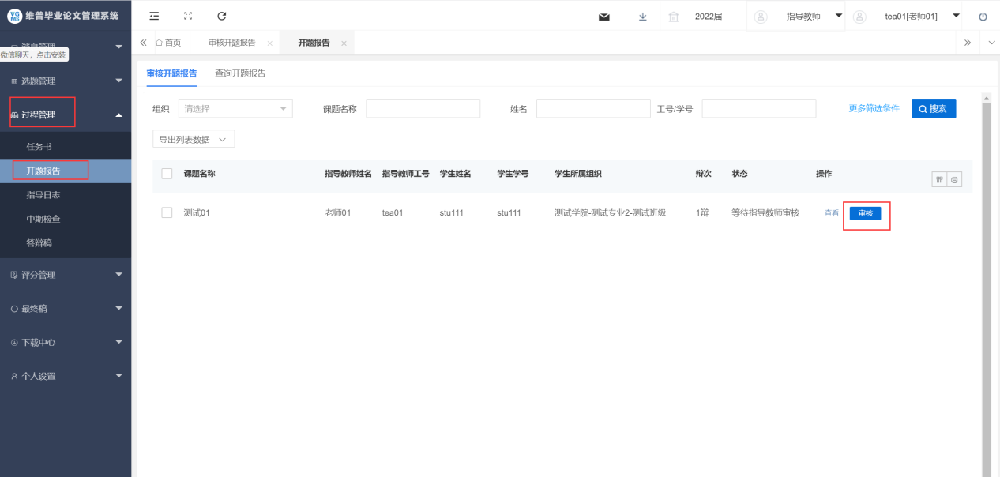 维普毕业论文管理系统
2022届
指导教师
tea01[老师01]
首页
审核开题报告
开题报告
微信聊天，点击安装
选题管理
过程管理
任务书
开题报告
指导日志
中期检查
答辩稿
评分管理
最终稿
下载中心
个人设置
审核开题报告 查询开题报告
组织 请选择 课题名称 姓名 工号/学号 更多筛选条件 搜索
导出列表数据
课题名称 指导教师姓名 指导教师工号 学生姓名 学生学号 学生所属组织 辩次 状态 操作
测试01 老师01 tea01 stu111 stu111 测试学院-测试专业2-测试班级 1辩 等待指导教师审核 查看 审核